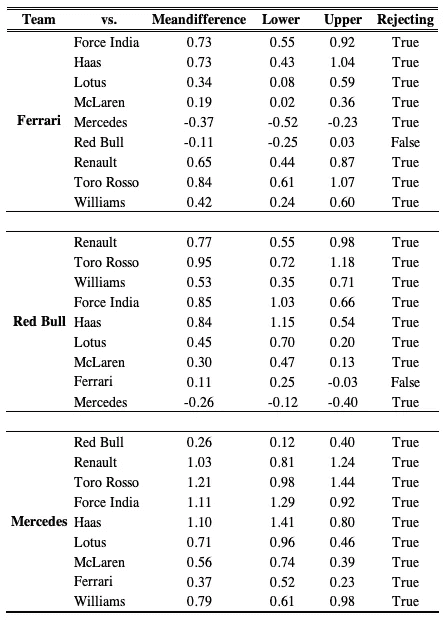 Team vs. Meandifference Lower Upper Rejecting
Force India 0.73 0.55 0.92 True
Haas 0.73 0.43 1.04 True
Lotus 0.34 0.08 0.59 True
McLaren 0.19 0.02 0.36 True
Ferrari Mercedes -0.37 -0.52 -0.23 True
Red Bull -0.11 -0.25 0.03 False
Renault 0.65 0.44 0.87 True
Toro Rosso 0.84 0.61 1.07 True
Williams 0.42 0.24 0.60 True
Renault 0.77 0.55 0.98 True
Toro Rosso 0.95 0.72 1.18 True
Williams 0.53 0.35 0.71 True
Force India 0.85 1.03 0.66 True
Red Bull Haas 0.84 1.15 0.54 True
Lotus 0.45 0.70 0.20 True
McLaren 0.30 0.47 0.13 True
Ferrari 0.11 0.25 -0.03 False
Mercedes -0.26 -0.12 -0.40 True
Red Bull 0.26 0.12 0.40 True
Renault 1.03 0.81 1.24 True
Toro Rosso 1.21 0.98 1.44 True
Force India 1.11 1.29 0.92 True
Mercedes Haas 1.10 1.41 0.80 True
Lotus 0.71 0.96 0.46 True
McLaren 0.56 0.74 0.39 True
Ferrari 0.37 0.52 0.23 True
Williams 0.79 0.61 0.98 True